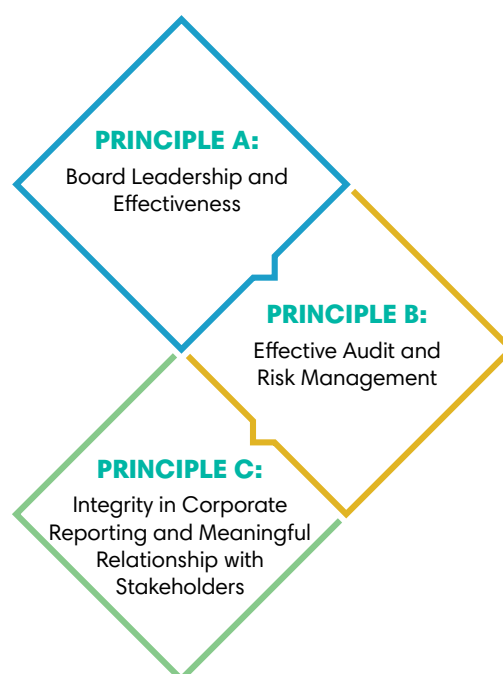 PRINCIPLE A:
Board Leadership and
Effectiveness
PRINCIPLE B:
Effective Audit and
Risk Management
PRINCIPLE C:
Integrity in Corporate
Reporting and Meaningful
Relationship with
Stakeholders